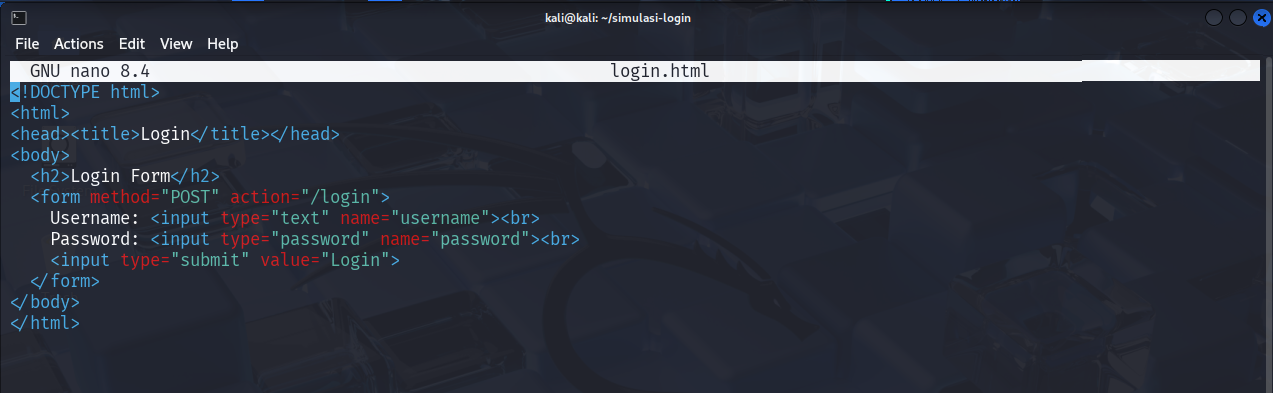 kali@kali: ~/simulasi-login
File Actions Edit View Help
GNU nano 8.4 login.html
<!DOCTYPE html>
<html>
<head><title>Login</title></head>
<body>
  <h2>Login Form</h2>
  <form method="POST" action="/login">
    Username: <input type="text" name="username"><br>
    Password: <input type="password" name="password"><br>
    <input type="submit" value="Login">
  </form>
</body>
</html>